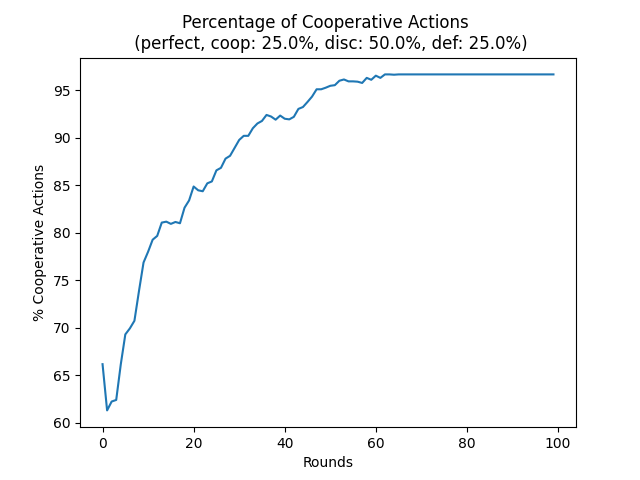 Percentage of Cooperative Actions
(perfect, coop: 25.0%, disc: 50.0%, def: 25.0%)
95
90
85
80
75
70
65
60
% Cooperative Actions
0 20 40 60 80 100
Rounds